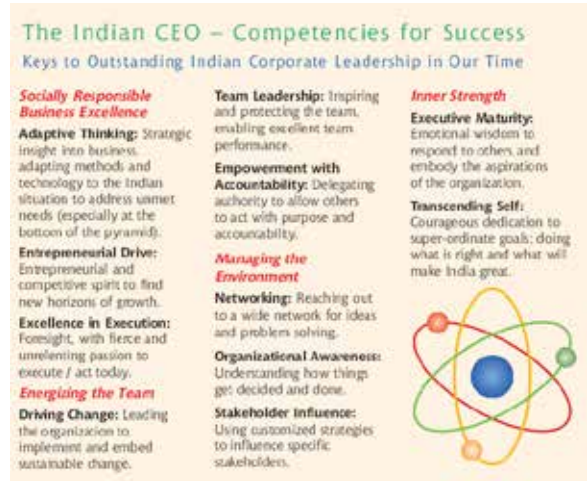 The Indian CEO – Competencies for Success
Keys to Outstanding Indian Corporate Leadership in Our Time
Socially Responsible
Business Excellence
Adaptive Thinking: Strategic
insight into business,
adapting methods and
technology to the Indian
situation to address unmet
needs (especially at the
bottom of the pyramid).
Entrepreneurial Drive:
Entrepreneurial and
competitive spirit to find
new horizons of growth.
Excellence in Execution:
Foresight, with fierce and
unrelenting passion to
execute / act today.
Energizing the Team
Driving Change: Leading
the organization to
implement and embed
sustainable change.
Team Leadership: Inspiring
and protecting the team,
enabling excellent team
performance.
Empowerment with
Accountability: Delegating
authority to allow others
to act with purpose and
accountability.
Managing the
Environment
Networking: Reaching out
to a wide network for ideas
and problem solving.
Organizational Awareness:
Understanding how things
get decided and done.
Stakeholder Influence:
Using customized strategies
to influence specific
stakeholders.
Inner Strength
Executive Maturity:
Emotional wisdom to
respond to others and
embody the aspirations
of the organization.
Transcending Self:
Courageous dedication to
super-ordinate goals; doing
what is right and what will
make India great.